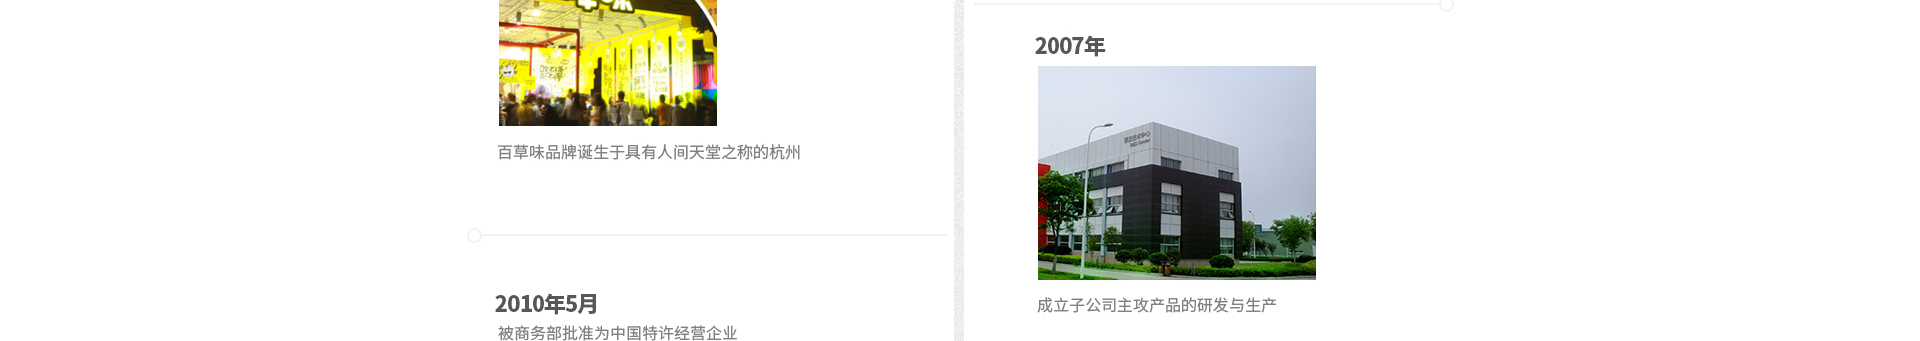 百草味品牌诞生于具有人间天堂之称的杭州
2010年5月
被商务部批准为中国特许经营企业
2007年
成立子公司主攻产品的研发与生产